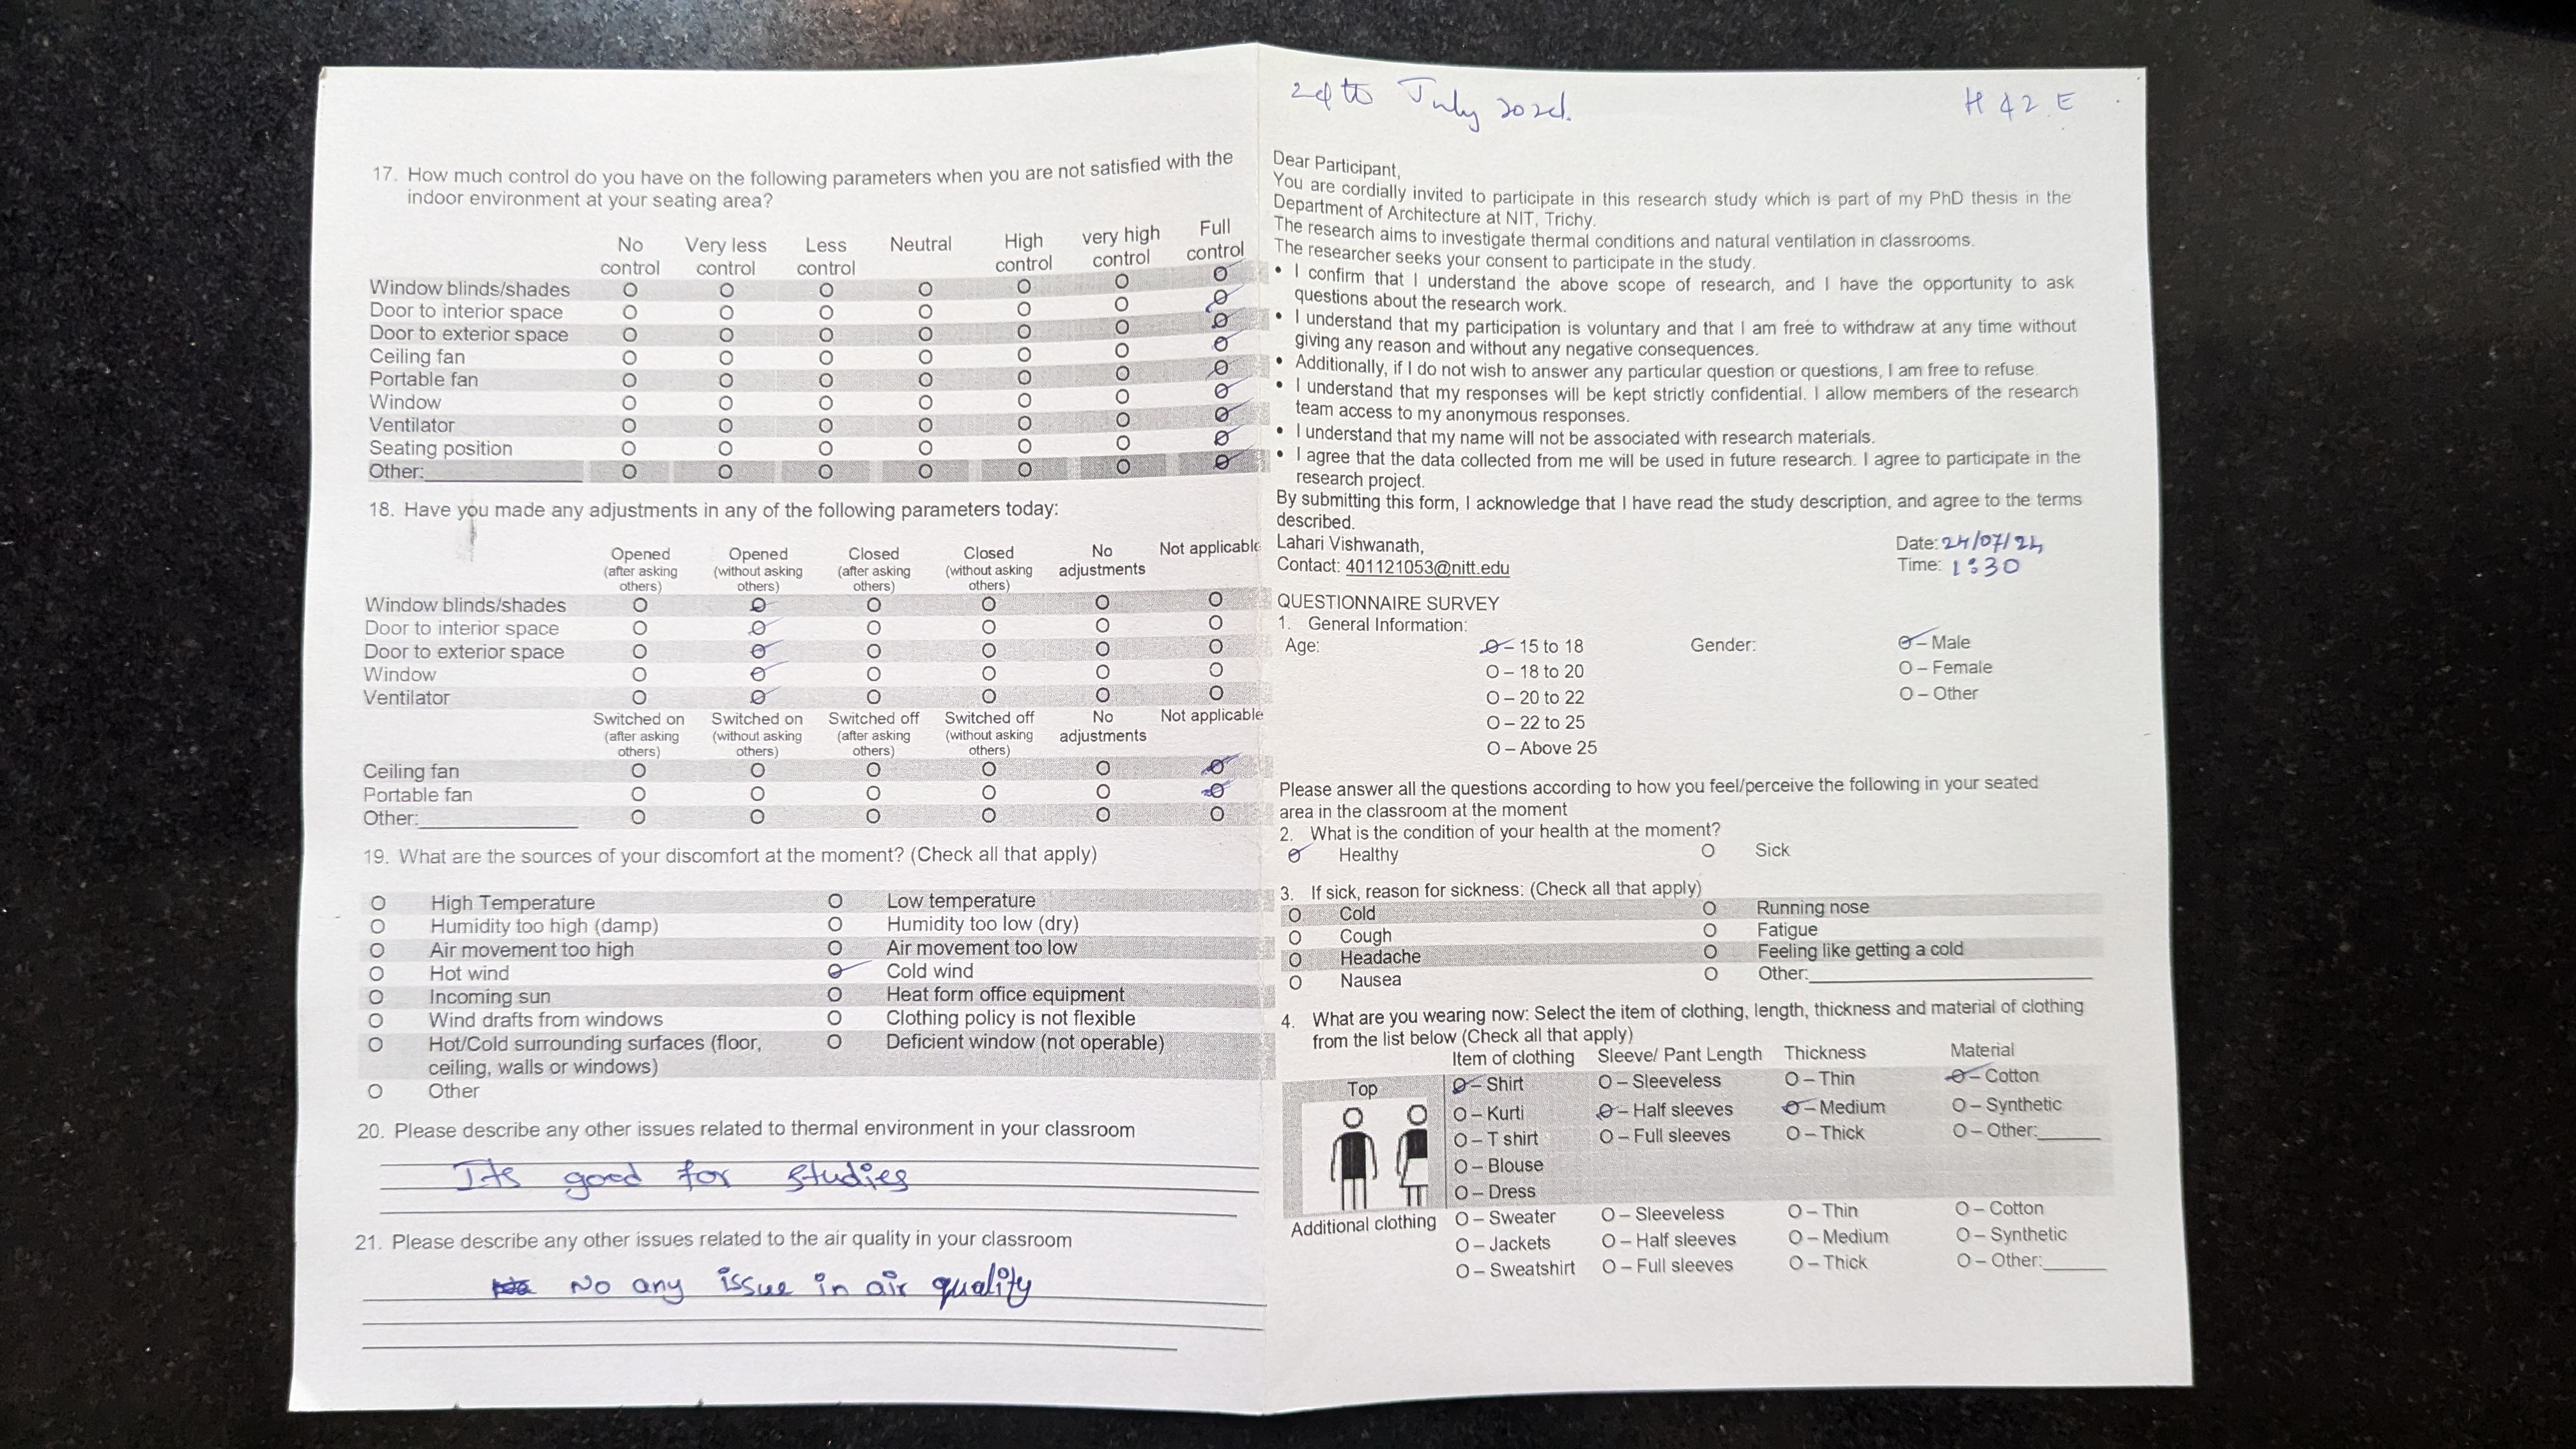 17. How much control do you have on the following parameters when you are not satisfied with the
indoor environment at your seating area?
No control Very less control Less control Neutral High control very high control Full control
Window blinds/shades O O O O O O O
Door to interior space O O O O O O O
Door to exterior space O O O O O O O
Ceiling fan O O O O O O O
Portable fan O O O O O O O
Window O O O O O O O
Ventilator O O O O O O O
Seating position O O O O O O O
Other: O O O O O O O
18. Have you made any adjustments in any of the following parameters today:
Opened (after asking others) Opened (without asking others) Closed (after asking others) Closed (without asking others) No adjustments Not applicable
Window blinds/shades O O O O O O
Door to interior space O O O O O O
Door to exterior space O O O O O O
Window O O O O O O
Ventilator O O O O O O
Switched on (after asking others) Switched on (without asking others) Switched off (after asking others) Switched off (without asking others) No adjustments Not applicable
Ceiling fan O O O O O O
Portable fan O O O O O O
Other: O O O O O O
19. What are the sources of your discomfort at the moment? (Check all that apply)
O High Temperature O Low temperature
O Humidity too high (damp) O Humidity too low (dry)
O Air movement too high O Air movement too low
O Hot wind O Cold wind
O Incoming sun O Heat form office equipment
O Wind drafts from windows O Clothing policy is not flexible
O Hot/Cold surrounding surfaces (floor, O Deficient window (not operable)
ceiling, walls or windows)
O Other
20. Please describe any other issues related to thermal environment in your classroom
Its good for studies
21. Please describe any other issues related to the air quality in your classroom
No any issue in air quality
24th July 2024. H 42 E
Dear Participant,
You are cordially invited to participate in this research study which is part of my PhD thesis in the
Department of Architecture at NIT, Trichy.
The research aims to investigate thermal conditions and natural ventilation in classrooms.
The researcher seeks your consent to participate in the study.
• I confirm that I understand the above scope of research, and I have the opportunity to ask
questions about the research work.
• I understand that my participation is voluntary and that I am free to withdraw at any time without
giving any reason and without any negative consequences.
• Additionally, if I do not wish to answer any particular question or questions, I am free to refuse.
• I understand that my responses will be kept strictly confidential. I allow members of the research
team access to my anonymous responses.
• I understand that my name will not be associated with research materials.
• I agree that the data collected from me will be used in future research. I agree to participate in the
research project.
By submitting this form, I acknowledge that I have read the study description, and agree to the terms
described.
Lahari Vishwanath, Date: 24/07/24
Contact: 401121053@nitt.edu Time: 1:30
QUESTIONNAIRE SURVEY
1. General Information:
Age: O – 15 to 18 Gender: O – Male
O – 18 to 20 O – Female
O – 20 to 22 O – Other
O – 22 to 25
O – Above 25
Please answer all the questions according to how you feel/perceive the following in your seated
area in the classroom at the moment
2. What is the condition of your health at the moment?
O Healthy O Sick
3. If sick, reason for sickness: (Check all that apply)
O Cold O Running nose
O Cough O Fatigue
O Headache O Feeling like getting a cold
O Nausea O Other:
4. What are you wearing now: Select the item of clothing, length, thickness and material of clothing
from the list below (Check all that apply)
Item of clothing Sleeve/ Pant Length Thickness Material
Top O – Shirt O – Sleeveless O – Thin O – Cotton
O – Kurti O – Half sleeves O – Medium O – Synthetic
O – T shirt O – Full sleeves O – Thick O – Other:
O – Blouse
O – Dress
Additional clothing O – Sweater O – Sleeveless O – Thin O – Cotton
O – Jackets O – Half sleeves O – Medium O – Synthetic
O – Sweatshirt O – Full sleeves O – Thick O – Other: